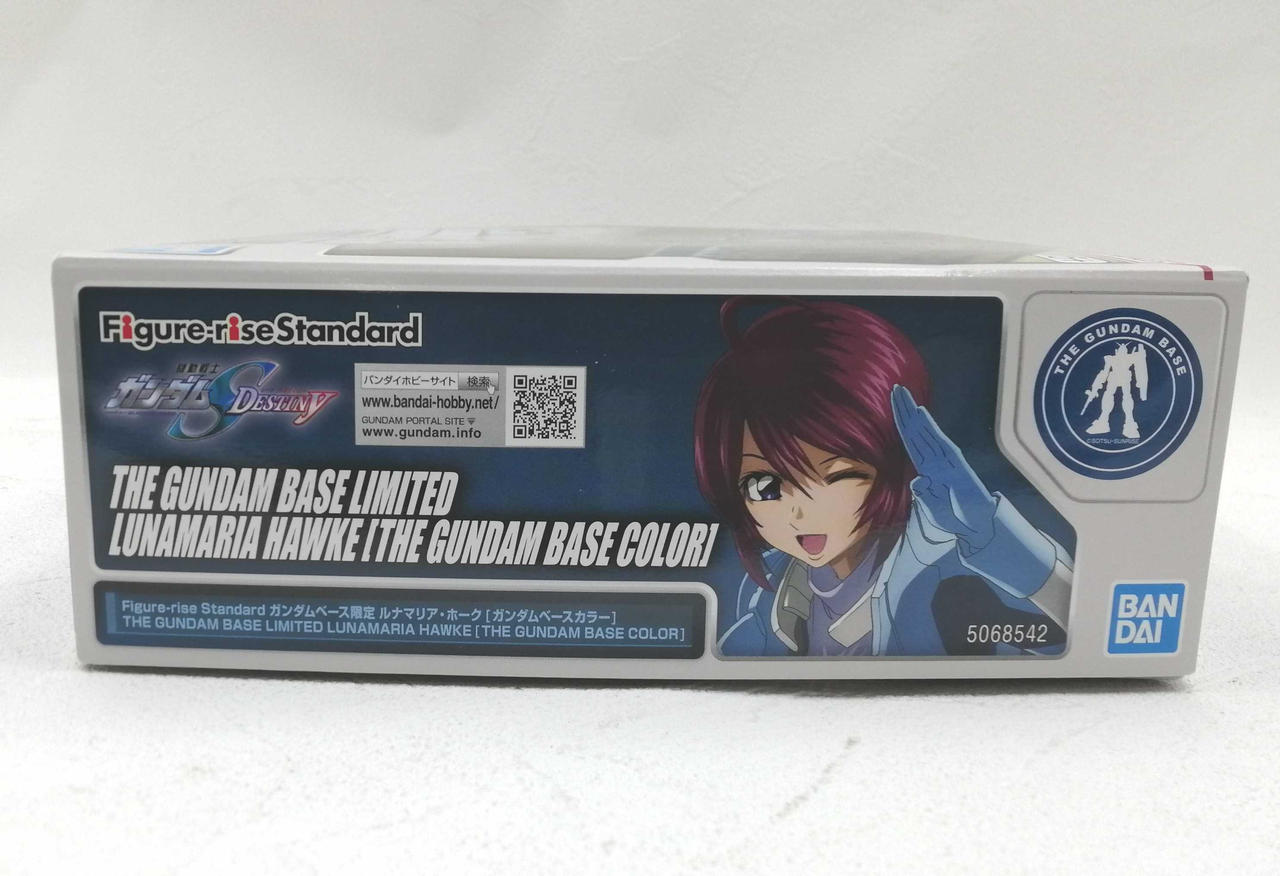 Figure-riseStandard
機動戦士
ガンダムSEED DESTINY
バンダイホビーサイト 検索
www.bandai-hobby.net/
GUNDAM PORTAL SITE▼
www.gundam.info
THE GUNDAM BASE LIMITED
LUNAMARIA HAWKE [THE GUNDAM BASE COLOR]
Figure-rise Standard ガンダムベース限定 ルナマリア・ホーク [ガンダムベースカラー]
THE GUNDAM BASE LIMITED LUNAMARIA HAWKE [THE GUNDAM BASE COLOR]
5068542
THE GUNDAM BASE
©SOTSU・SUNRISE
BAN
DAI